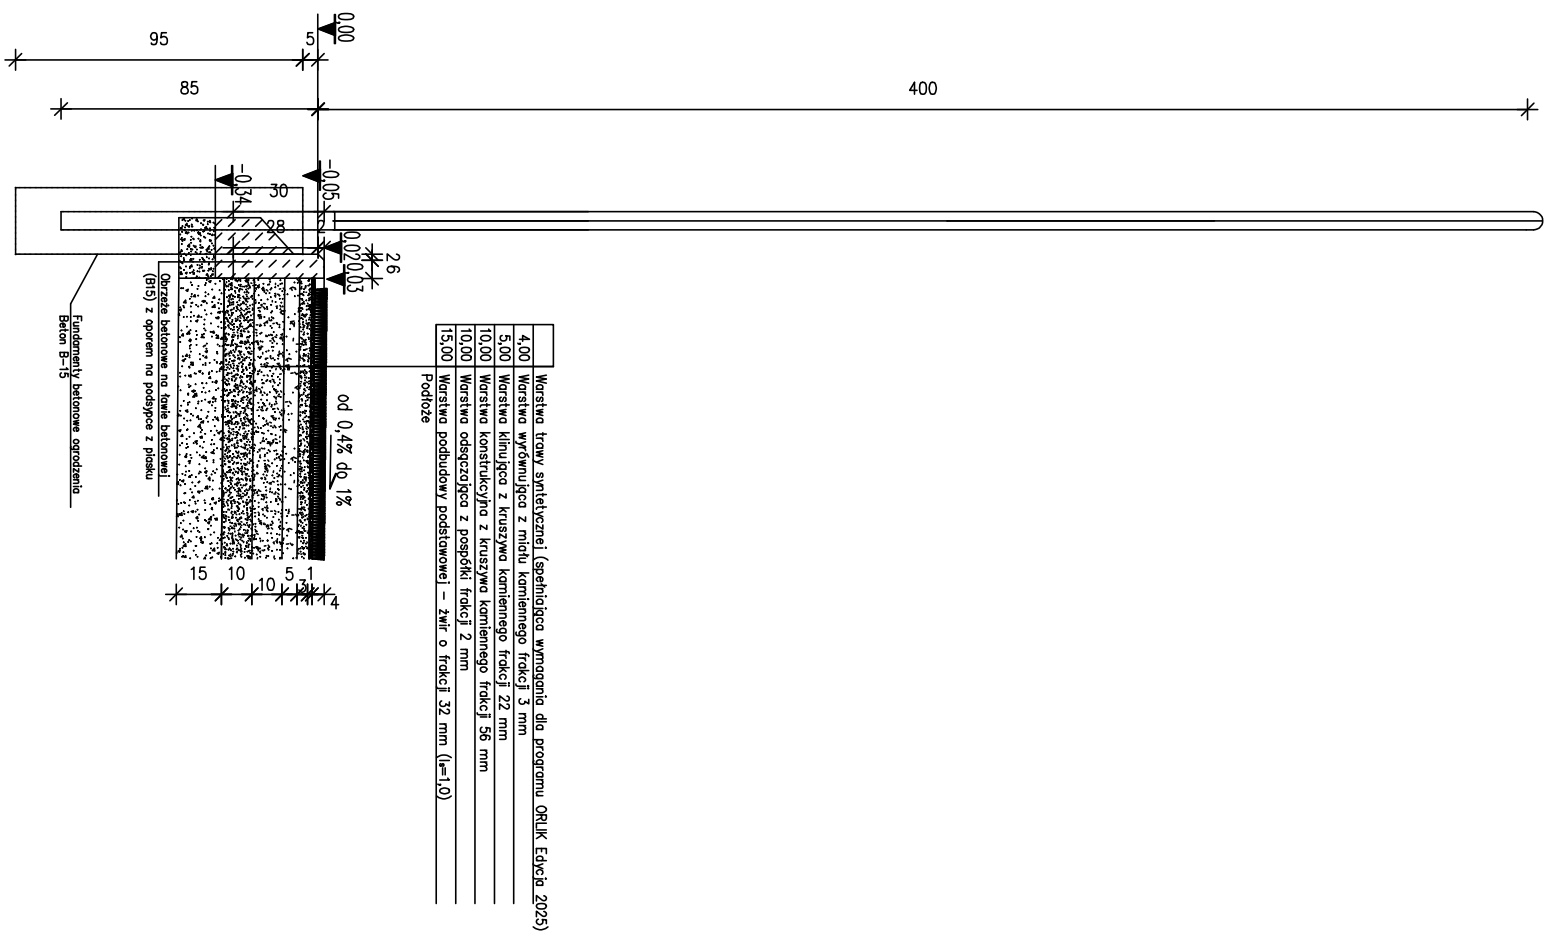 0,00
95
5
85
400
-0,05
-0,34
30
28
2
0,02
0,03
2
6
4,00 Warstwa trawy syntetycznej (spełniająca wymagania dla programu ORLIK Edycja 2025)
Warstwa wyrównująca z miału kamiennego frakcji 3 mm
5,00 Warstwa klinująca z kruszywa kamiennego frakcji 22 mm
10,00 Warstwa konstrukcyjna z kruszywa kamiennego frakcji 56 mm
10,00 Warstwa odsączająca z pospółki frakcji 2 mm
15,00 Warstwa podbudowy podstawowej – żwir o frakcji 32 mm (Is=1,0)
Podłoże
od 0,4% do 1%
Obrzeże betonowe na ławie betonowej
(B15) z oporem na podsypce z piasku
Fundamenty betonowe ogrodzenia
Beton B-15
15
10
10
5
3
1
4